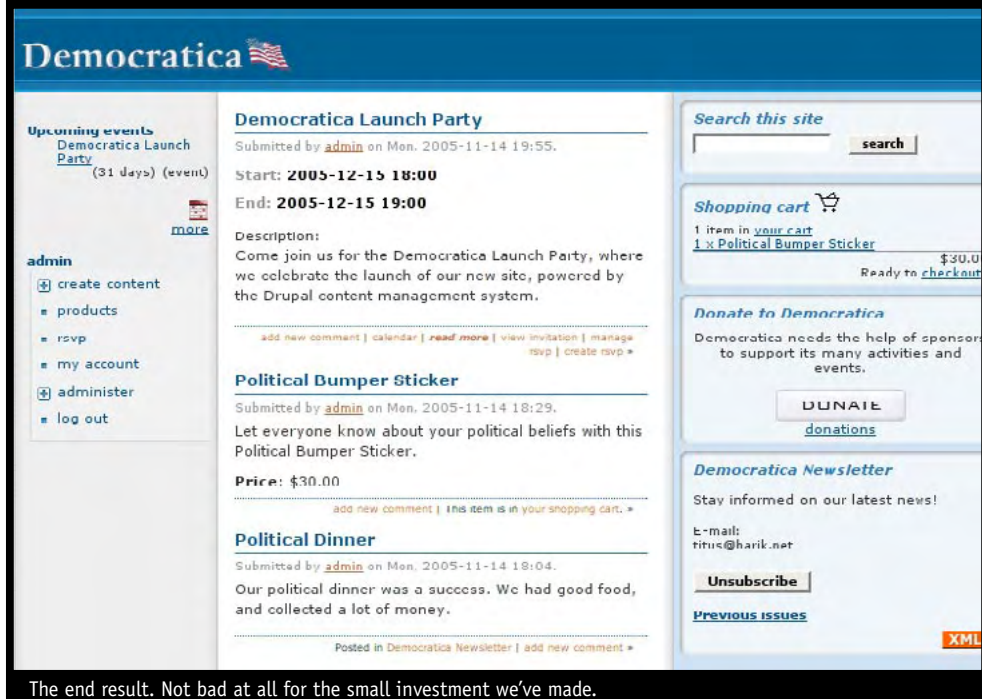 Democratica
Upcoming events
Democratica Launch
Party
(31 days) (event)
more
admin
create content
products
rsvp
my account
administer
log out
Democratica Launch Party
Submitted by admin on Mon, 2005-11-14 19:55.
Start: 2005-12-15 18:00
End: 2005-12-15 19:00
Description:
Come join us for the Democratica Launch Party, where
we celebrate the launch of our new site, powered by
the Drupal content management system.
add new comment | calendar | read more | view invitation | manage
rsvp | create rsvp »
Political Bumper Sticker
Submitted by admin on Mon, 2005-11-14 18:29.
Let everyone know about your political beliefs with this
Political Bumper Sticker.
Price: $30.00
add new comment | This item is in your shopping cart. »
Political Dinner
Submitted by admin on Mon, 2005-11-14 18:04.
Our political dinner was a success. We had good food,
and collected a lot of money.
Posted in Democratica Newsletter | add new comment »
Search this site
search
Shopping cart
1 item in your cart
1 x Political Bumper Sticker
$30.0
Ready to checkout
Donate to Democratica
Democratica needs the help of sponsors
to support its many activities and
events.
DONATE
donations
Democratica Newsletter
Stay informed on our latest news!
E-mail:
titus@barik.net
Unsubscribe
Previous issues
XML
The end result. Not bad at all for the small investment we've made.